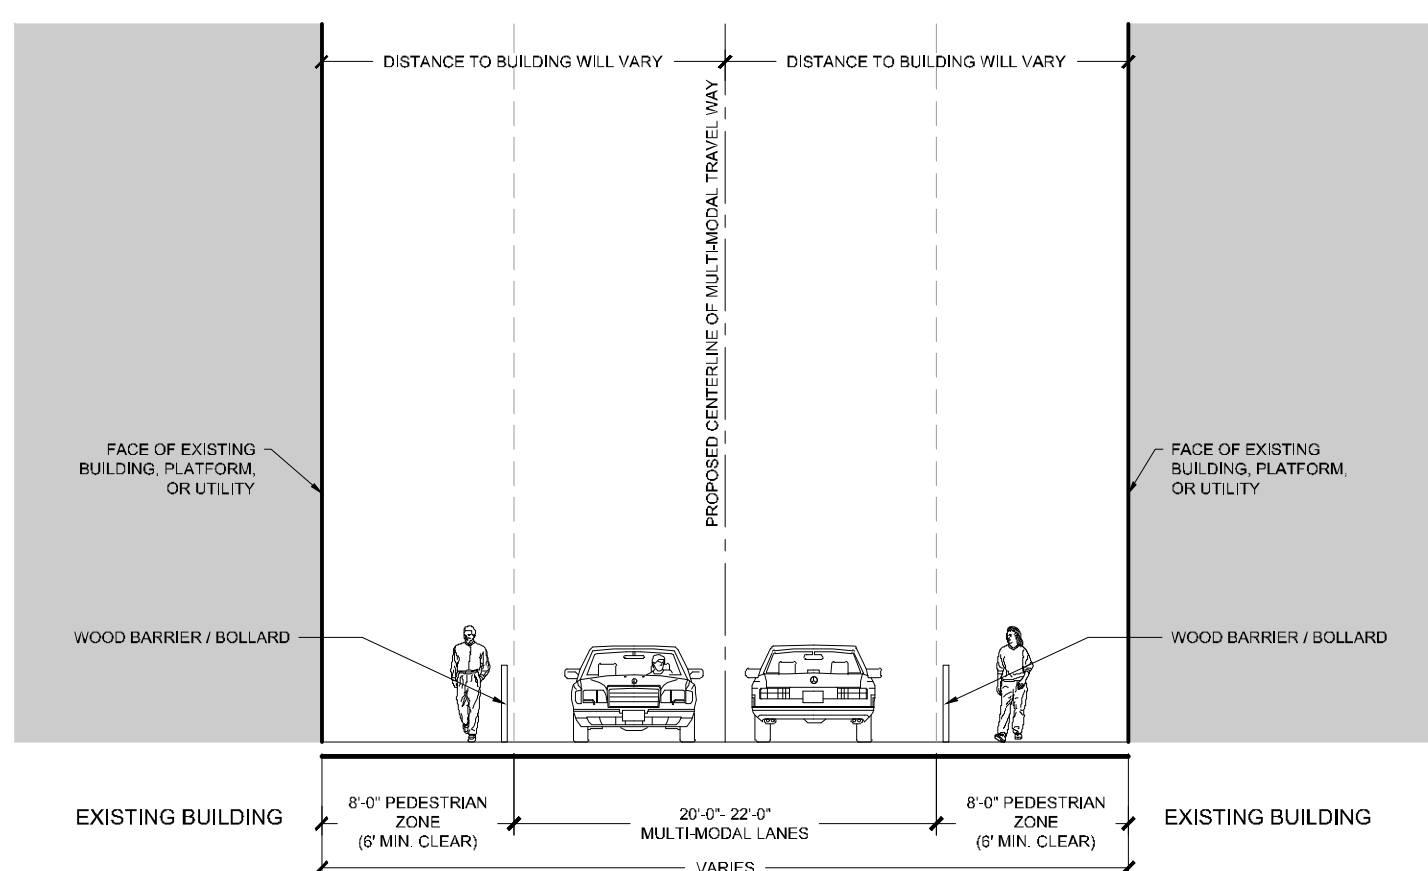 DISTANCE TO BUILDING WILL VARY
DISTANCE TO BUILDING WILL VARY
PROPOSED CENTERLINE OF MULTI-MODAL TRAVEL WAY
FACE OF EXISTING
BUILDING, PLATFORM,
OR UTILITY
FACE OF EXISTING
BUILDING, PLATFORM,
OR UTILITY
WOOD BARRIER / BOLLARD
WOOD BARRIER / BOLLARD
EXISTING BUILDING
8'-0" PEDESTRIAN
ZONE
(6' MIN. CLEAR)
20'-0"- 22'-0"
MULTI-MODAL LANES
8'-0" PEDESTRIAN
ZONE
(6' MIN. CLEAR)
EXISTING BUILDING
VARIES